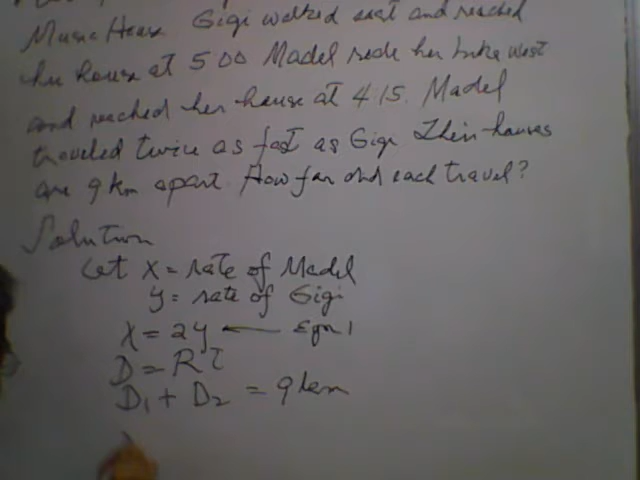 Music House Gigi walked east and reached
her house at 5 00 Madel rode her bike west
and reached her house at 4 15. Madel
traveled twice as fast as Gigi Their houses
are 9 km apart. How far did each travel?
Solution
Let X = rate of Madel
y = rate of Gigi
X = 2y ← Eqn 1
D = RT
D₁ + D₂ = 9 km